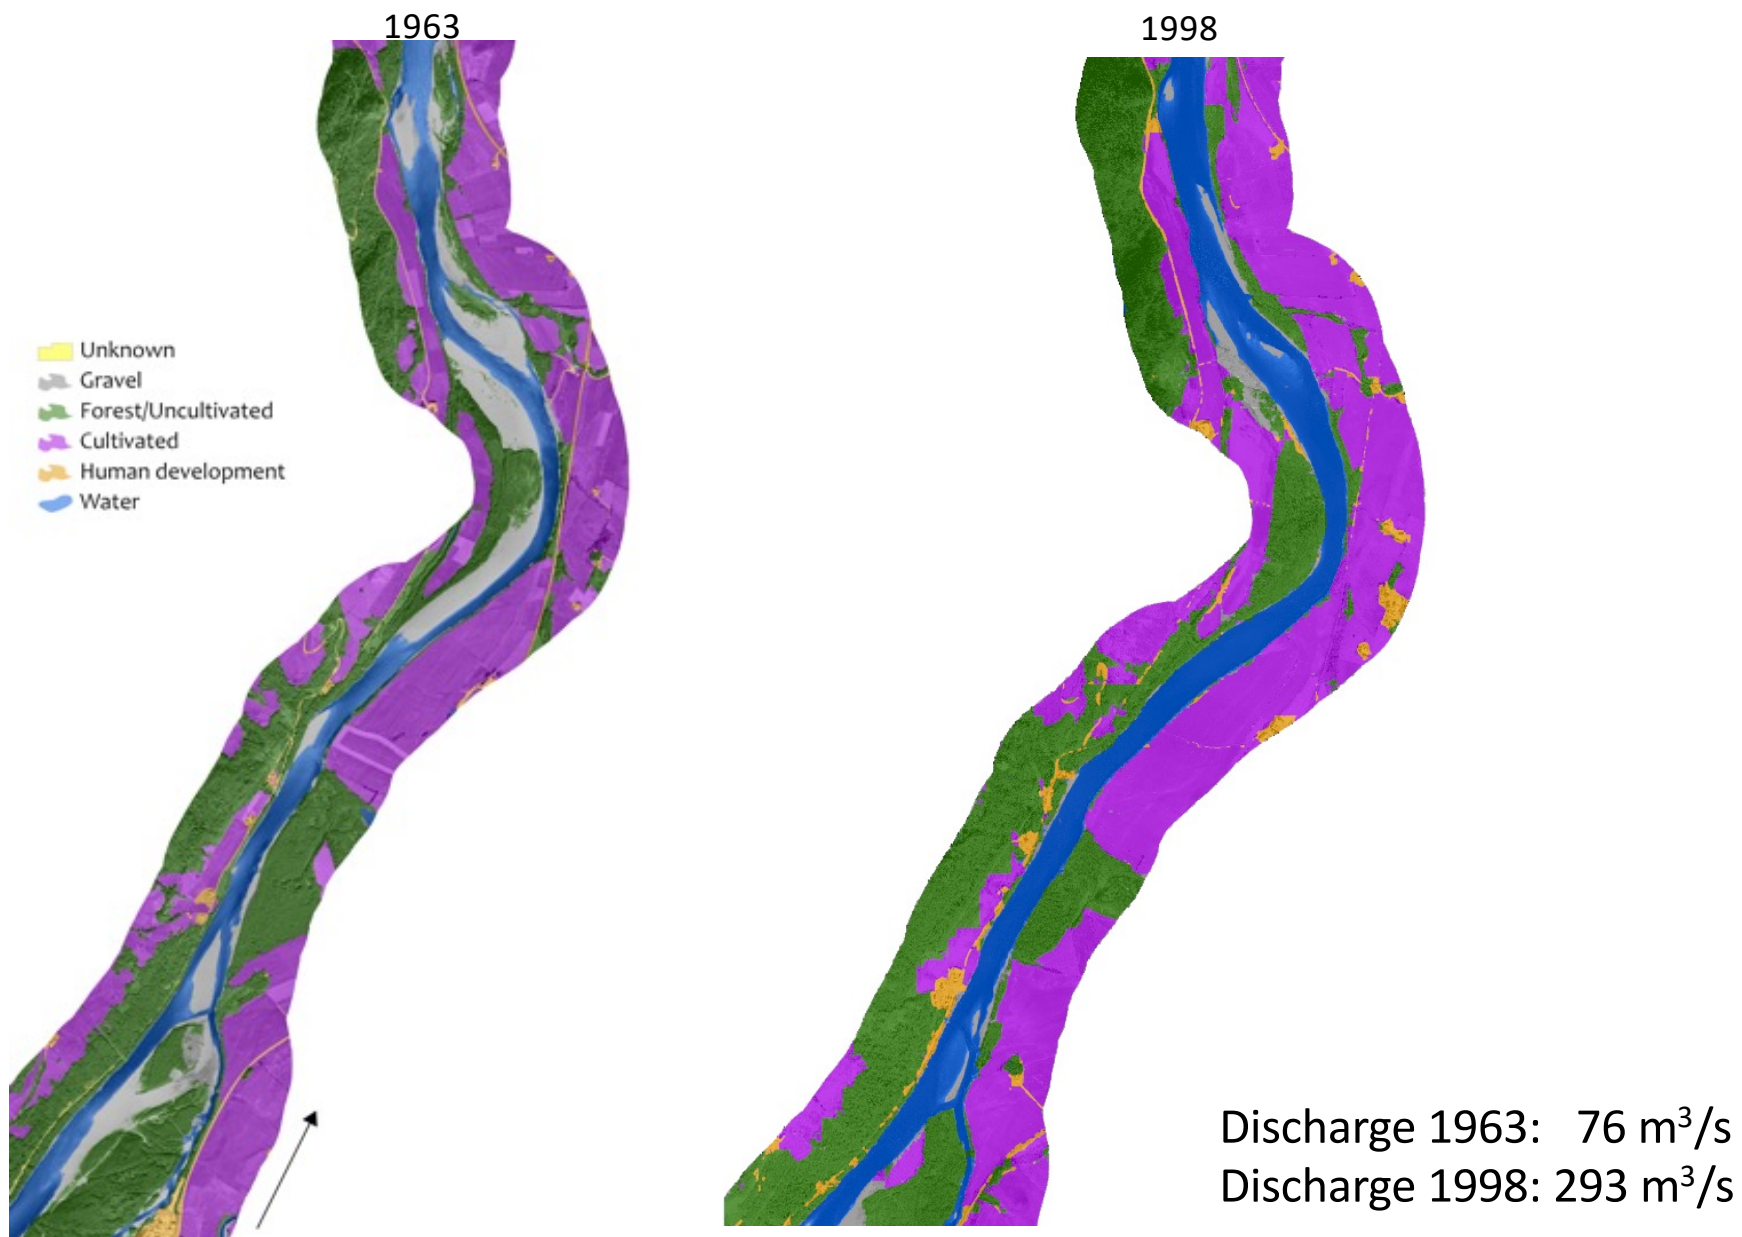 1963
1998
Unknown
Gravel
Forest/Uncultivated
Cultivated
Human development
Water
Discharge 1963: 76 m³/s
Discharge 1998: 293 m³/s